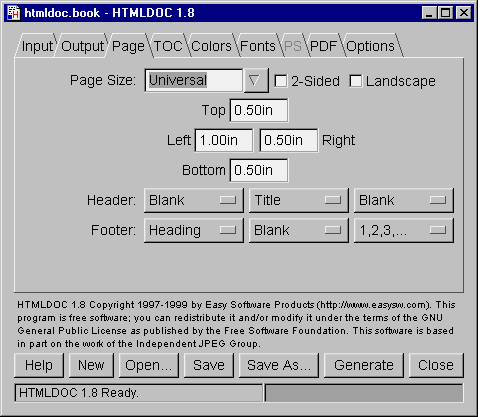 htmldoc.book - HTMLDOC 1.8
Input Output Page TOC Colors Fonts PS PDF Options
Page Size: Universal 2-Sided Landscape
Top 0.50in
Left 1.00in 0.50in Right
Bottom 0.50in
Header: Blank Title Blank
Footer: Heading Blank 1,2,3,...
HTMLDOC 1.8 Copyright 1997-1999 by Easy Software Products (http://www.easysw.com). This
program is free software; you can redistribute it and/or modify it under the terms of the GNU
General Public License as published by the Free Software Foundation. This software is based
in part on the work of the Independent JPEG Group.
Help New Open... Save Save As... Generate Close
HTMLDOC 1.8 Ready.